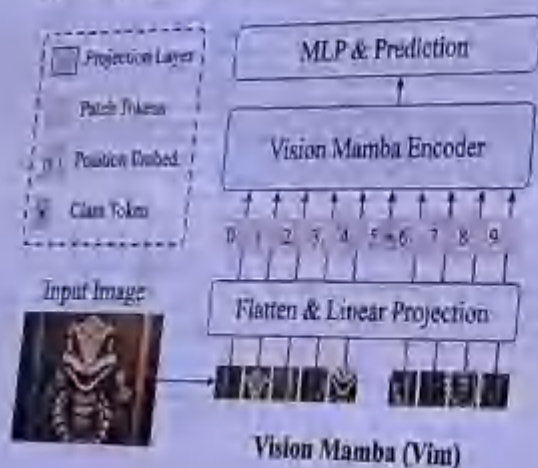 MLP & Prediction
Projection Layer
Patch Tokens
Vision Mamba Encoder
Position Embed.
Class Token
0 1 2 3 4 5 * 6 7 8 9
Input Image
Flatten & Linear Projection
Vision Mamba (Vim)